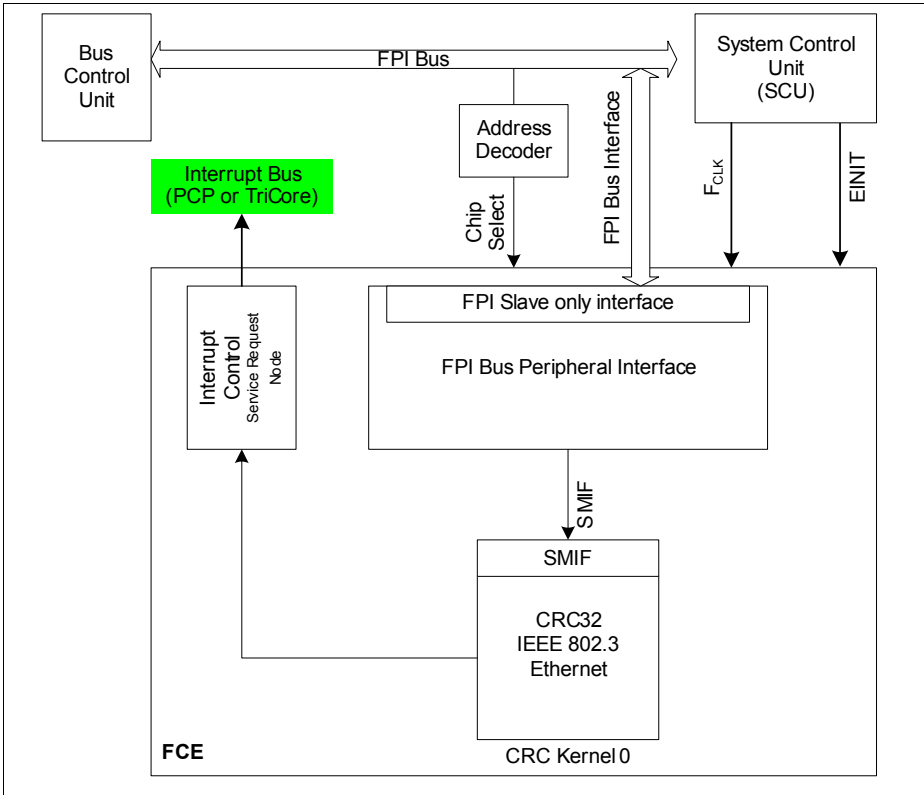 Bus
Control
Unit
FPI Bus
System Control
Unit
(SCU)
Address
Decoder
Interrupt Bus
(PCP or TriCore)
Chip
Select
FPI Bus Interface
FCLK
EINIT
FPI Slave only interface
FPI Bus Peripheral Interface
Interrupt
Control
Service Request
Node
SMIF
SMIF
CRC32
IEEE 802.3
Ethernet
FCE
CRC Kernel 0